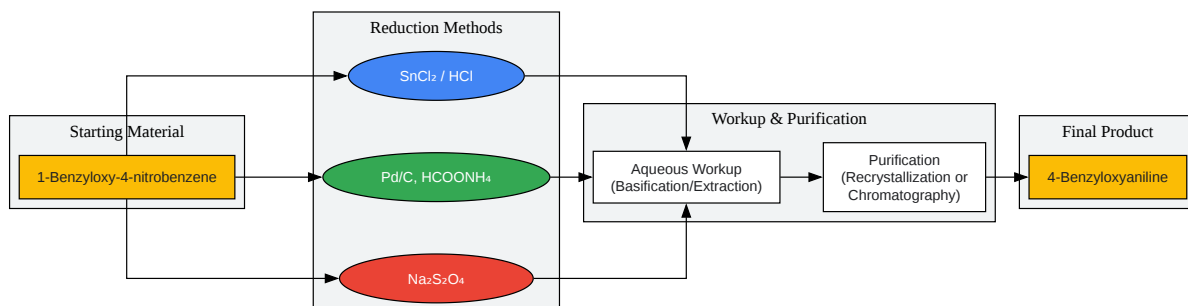 Reduction Methods
SnCl₂ / HCl
Starting Material
1-Benzyloxy-4-nitrobenzene
Pd/C, HCOONH₄
Na₂S₂O₄
Workup & Purification
Aqueous Workup
(Basification/Extraction)
Purification
(Recrystallization or
Chromatography)
Final Product
4-Benzyloxyaniline